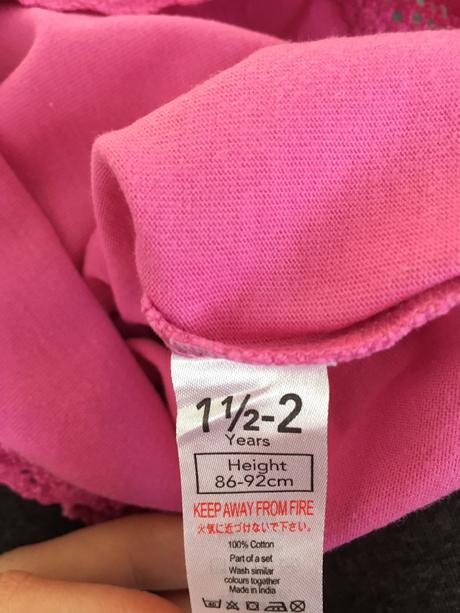 1½-2
Years
Height
86-92cm
KEEP AWAY FROM FIRE
火気に近づけないで下さい。
100% Cotton
Part of a set
Wash similar
colours together
Made in India